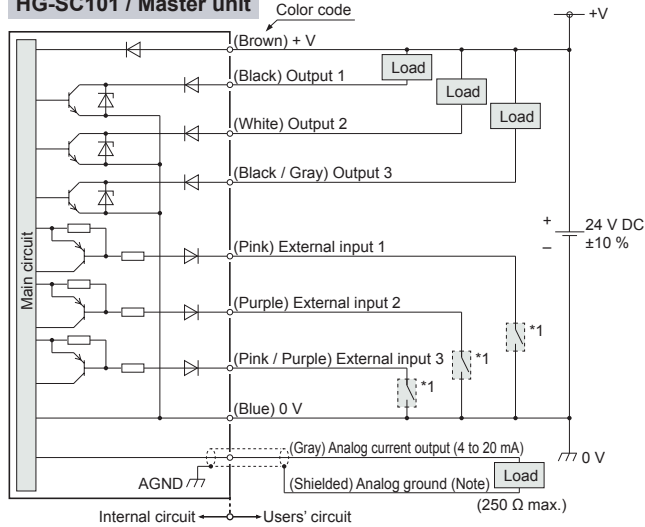 HG-SC101 / Master unit
Color code
+V
(Brown) + V
Load
(Black) Output 1
Load
Load
(White) Output 2
(Black / Gray) Output 3
+
24 V DC
–
±10 %
Main circuit
(Pink) External input 1
(Purple) External input 2
*1
(Pink / Purple) External input 3
*1
*1
(Blue) 0 V
(Gray) Analog current output (4 to 20 mA)
0 V
AGND
(Shielded) Analog ground (Note)
Load
(250 Ω max.)
Internal circuit
Users' circuit